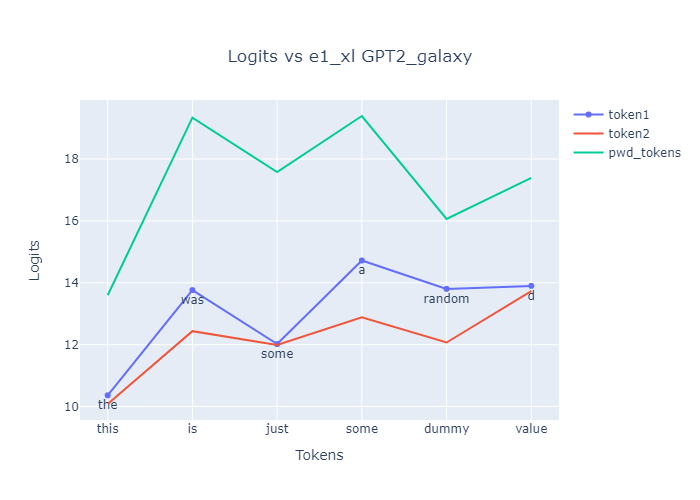 Logits vs e1_xl GPT2_galaxy
token1
token2
pwd_tokens
18
16
14
12
10
Logits
a
was
random
d
some
the
this is just some dummy value
Tokens